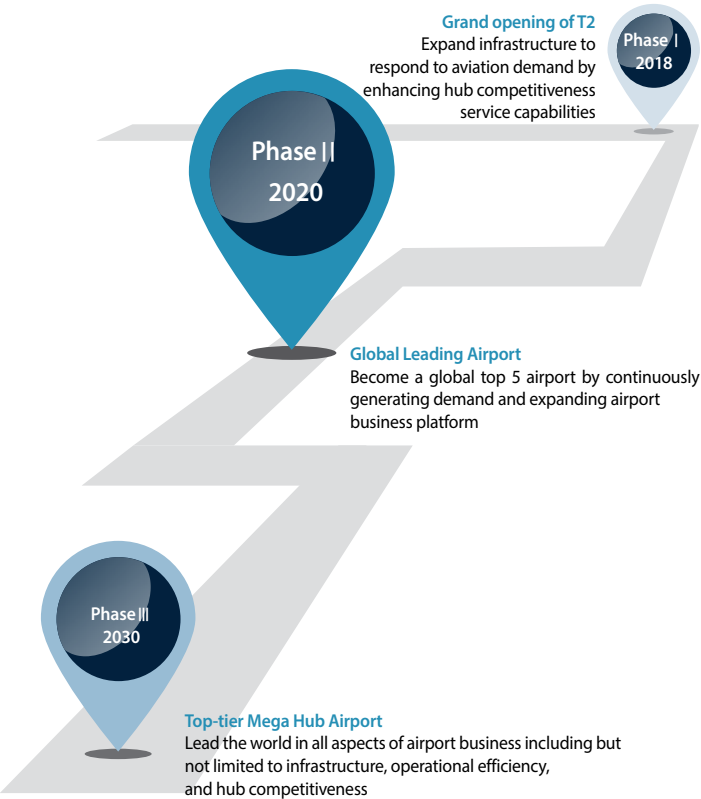 Grand opening of T2
Expand infrastructure to
respond to aviation demand by
enhancing hub competitiveness
service capabilities
Phase Ⅰ
2018
Phase Ⅱ
2020
Global Leading Airport
Become a global top 5 airport by continuously
generating demand and expanding airport
business platform
Phase Ⅲ
2030
Top-tier Mega Hub Airport
Lead the world in all aspects of airport business including but
not limited to infrastructure, operational efficiency,
and hub competitiveness